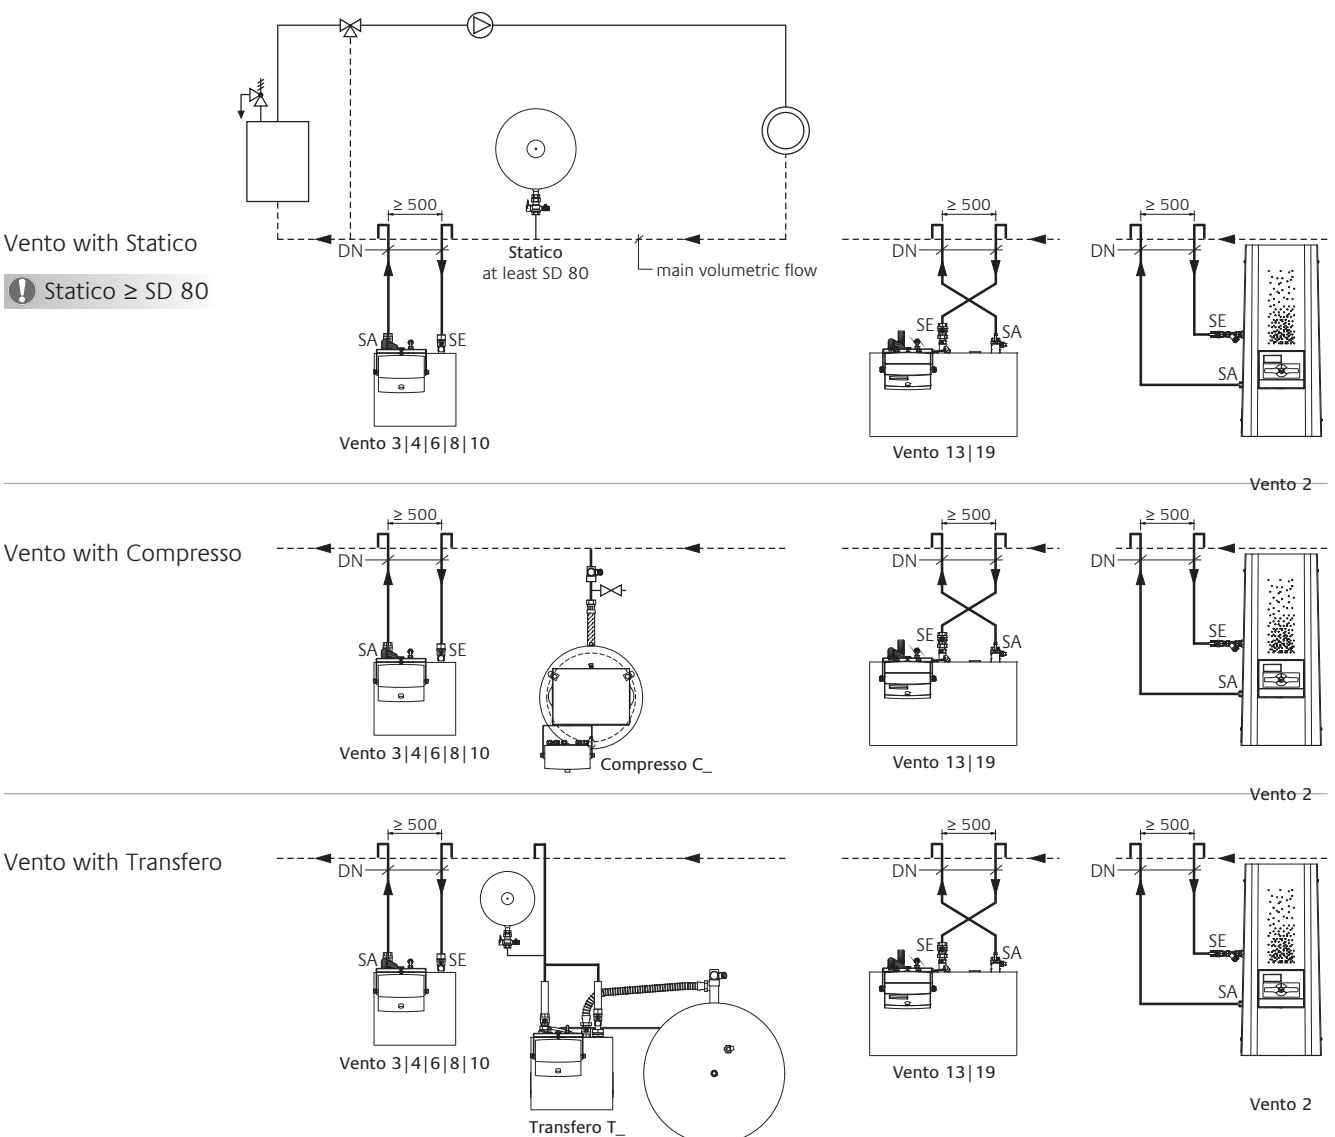 ≥ 500
≥ 500
≥ 500
Vento with Statico
DN
Statico
at least SD 80
main volumetric flow
DN
DN
Statico ≥ SD 80
SA
SE
SE
SA
SE
SA
Vento 3|4|6|8|10
Vento 13|19
Vento 2
≥ 500
≥ 500
≥ 500
Vento with Compresso
DN
DN
DN
SA
SE
SE
SA
SE
SA
Vento 3|4|6|8|10
Compresso C_
Vento 13|19
Vento 2
≥ 500
≥ 500
≥ 500
Vento with Transfero
DN
DN
DN
SA
SE
SE
SA
SE
SA
Vento 3|4|6|8|10
Vento 13|19
Vento 2
Transfero T_